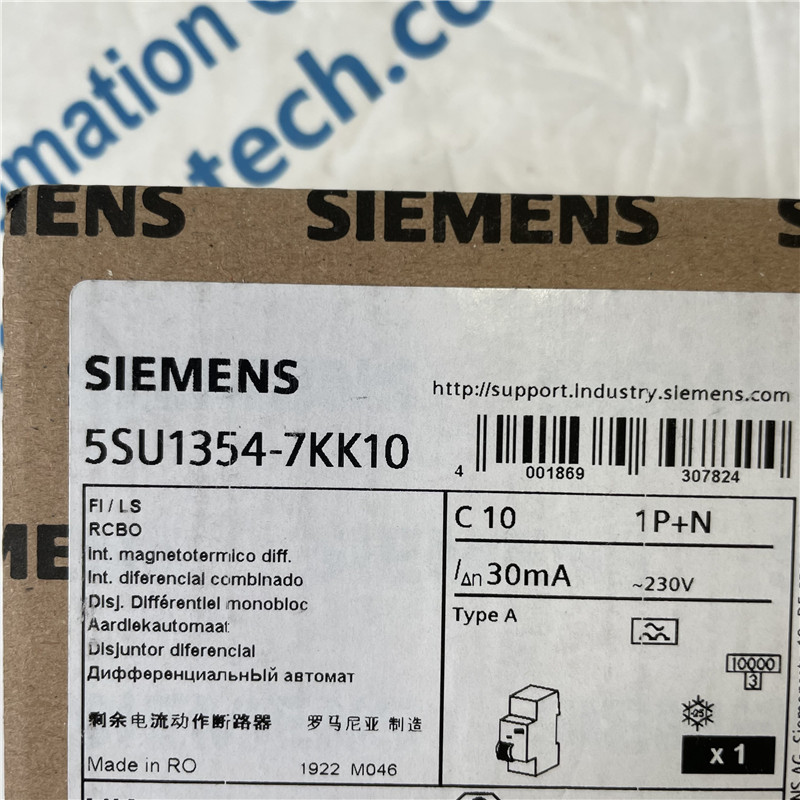 mation
tech.c
IENS SIEMENS S
SIEMENS
http://support.Industry.siemens.com
5SU1354-7KK10
4 001869 307824
FI / LS
RCBO
Int. magnetotermico diff.
Int. diferencial combinado
Disj. Différentiel monobloc
Aardlekautomaat
Disjuntor diferencial
Дифференциальный автомат
剩余电流动作断路器 罗马尼亚 制造
Made in RO 1922 M046
C 10 1P+N
I∆n 30mA ~230V
Type A
10000
3
-25
x 1
ME